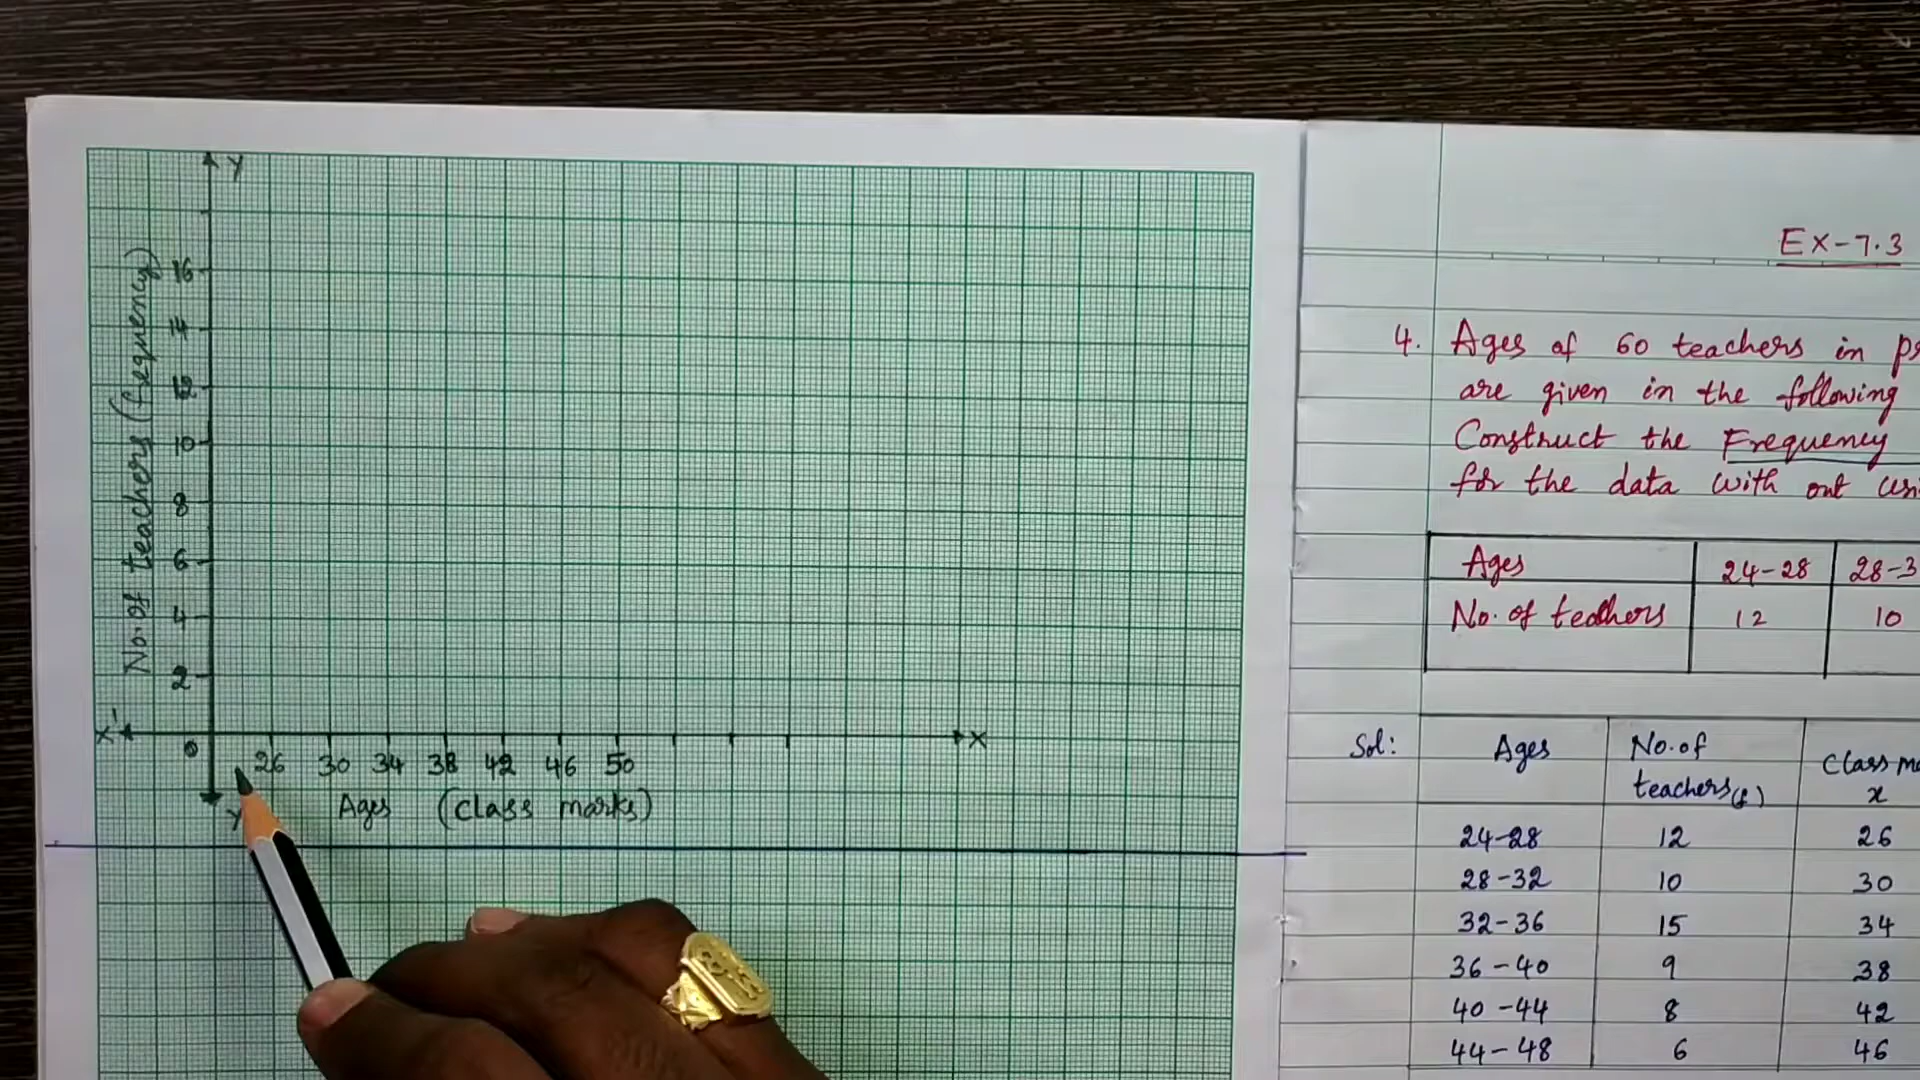 Y
No. of teachers (frequency)
16
14
12
10
8
6
4
2
X' 0 X
26 30 34 38 42 46 50
Y
Ages (class marks)
EX-7.3
4. Ages of 60 teachers in
are given in the following
Construct the Frequency
for the data with out
Ages 24-28 28-3
No. of teachers 12 10
Sol: Ages No. of Class
teachers (f) x
24-28 12 26
28-32 10 30
32-36 15 34
36-40 9 38
40-44 8 42
44-48 6 46